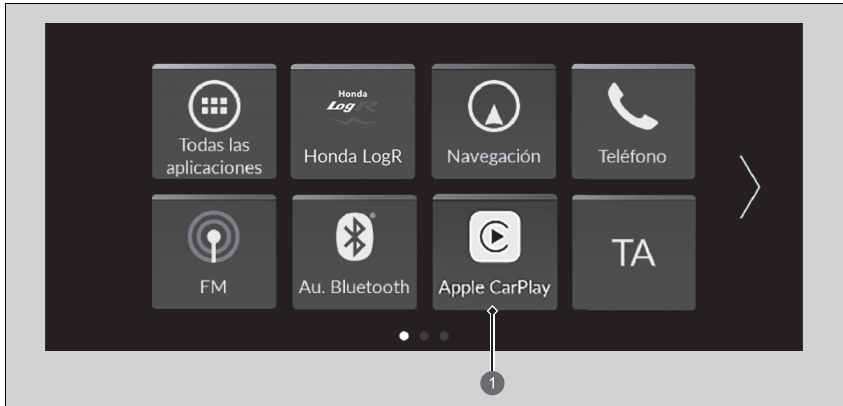 Todas las
aplicaciones
Honda
LogR
Honda LogR
Navegación
Teléfono
FM
®
Au. Bluetooth
Apple CarPlay
TA
1